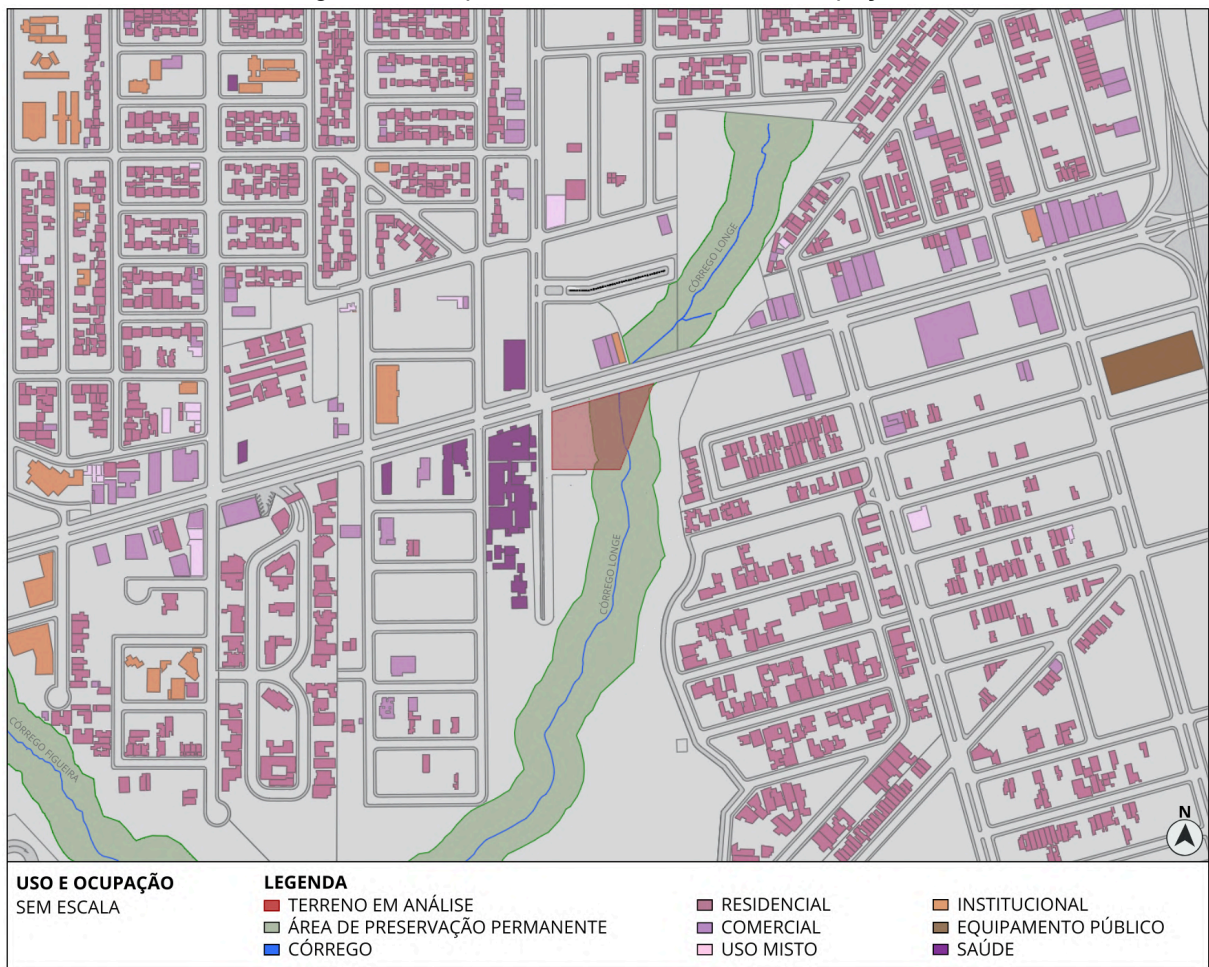 CÓRREGO LONGE
CÓRREGO LONGE
CÓRREGO FIGUEIRA
N
USO E OCUPAÇÃO
SEM ESCALA
LEGENDA
TERRENO EM ANÁLISE
ÁREA DE PRESERVAÇÃO PERMANENTE
CÓRREGO
RESIDENCIAL
COMERCIAL
USO MISTO
INSTITUCIONAL
EQUIPAMENTO PÚBLICO
SAÚDE